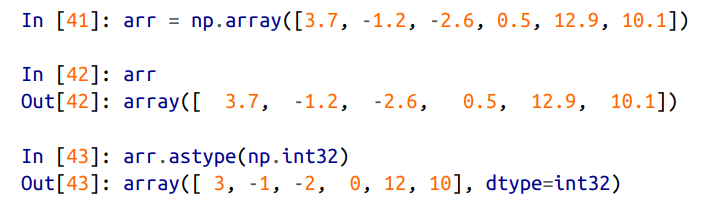 In [41]: arr = np.array([3.7, -1.2, -2.6, 0.5, 12.9, 10.1])
In [42]: arr
Out[42]: array([  3.7,  -1.2,  -2.6,   0.5,  12.9,  10.1])
In [43]: arr.astype(np.int32)
Out[43]: array([ 3, -1, -2,  0, 12, 10], dtype=int32)